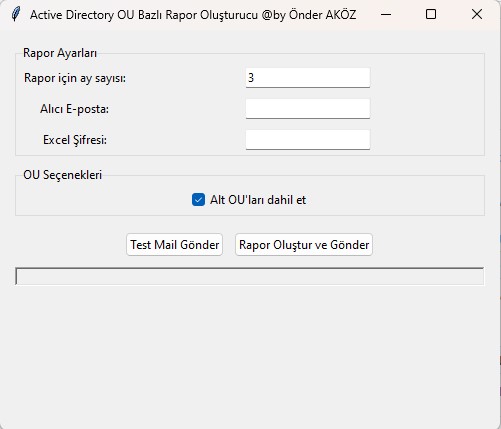 Active Directory OU Bazlı Rapor Oluşturucu @by Önder AKÖZ
Rapor Ayarları
Rapor için ay sayısı:
3
Alıcı E-posta:
Excel Şifresi:
OU Seçenekleri
Alt OU'ları dahil et
Test Mail Gönder
Rapor Oluştur ve Gönder